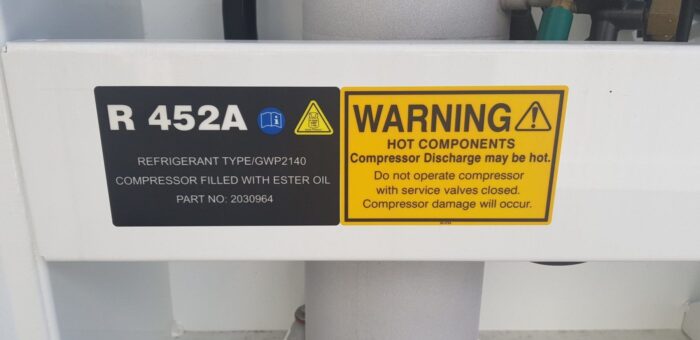 R 452A
REFRIGERANT TYPE/GWP2140
COMPRESSOR FILLED WITH ESTER OIL
PART NO: 2030964
WARNING
HOT COMPONENTS
Compressor Discharge may be hot.
Do not operate compressor
with service valves closed.
Compressor damage will occur.